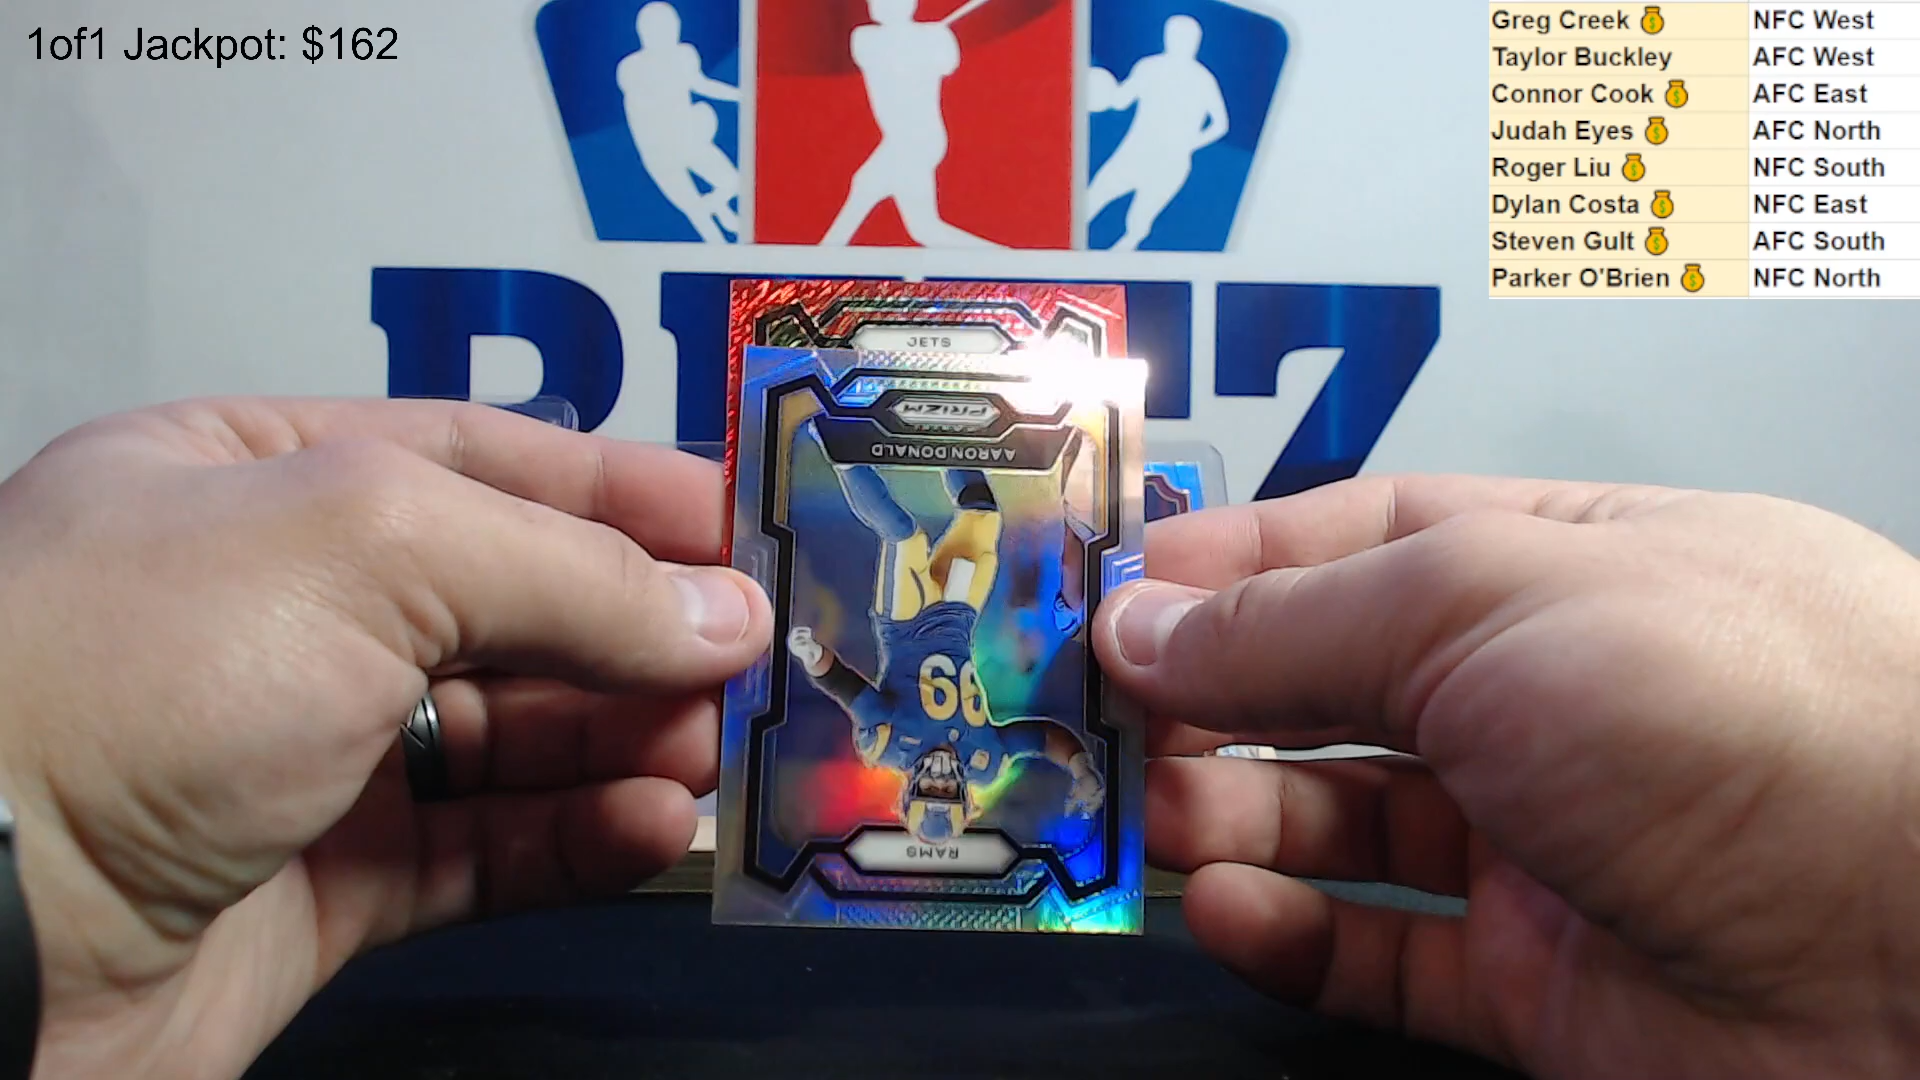 1of1 Jackpot: $162
Greg Creek 💰 NFC West
Taylor Buckley AFC West
Connor Cook 💰 AFC East
Judah Eyes 💰 AFC North
Roger Liu 💰 NFC South
Dylan Costa 💰 NFC East
Steven Gult 💰 AFC South
Parker O'Brien 💰 NFC North
JETS
PRIZM
AARON DONALD
99
RAMS